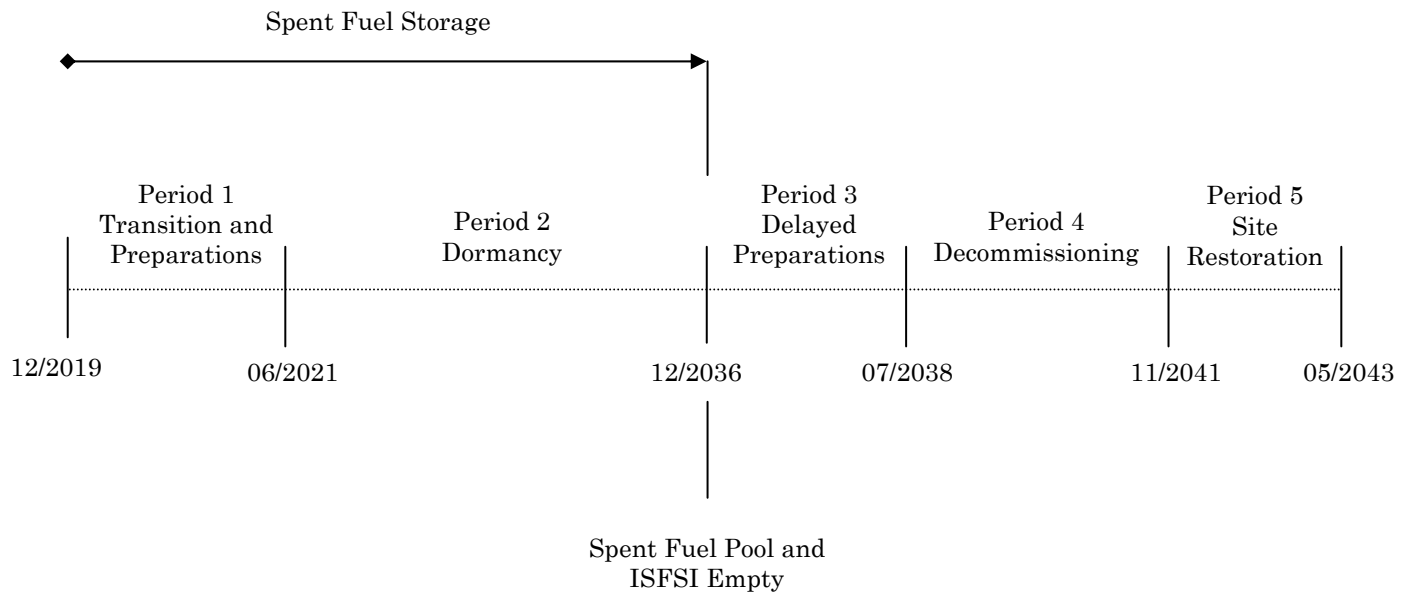 Spent Fuel Storage
Period 1
Transition and
Preparations
Period 2
Dormancy
Period 3
Delayed
Preparations
Period 4
Decommissioning
Period 5
Site
Restoration
12/2019
06/2021
12/2036
07/2038
11/2041
05/2043
Spent Fuel Pool and
ISFSI Empty